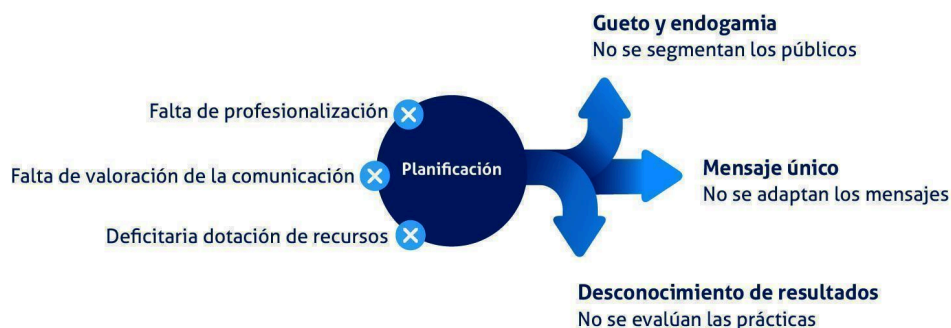 Gueto y endogamia
No se segmentan los públicos
Falta de profesionalización
Falta de valoración de la comunicación
Planificación
Mensaje único
No se adaptan los mensajes
Deficitaria dotación de recursos
Desconocimiento de resultados
No se evalúan las prácticas